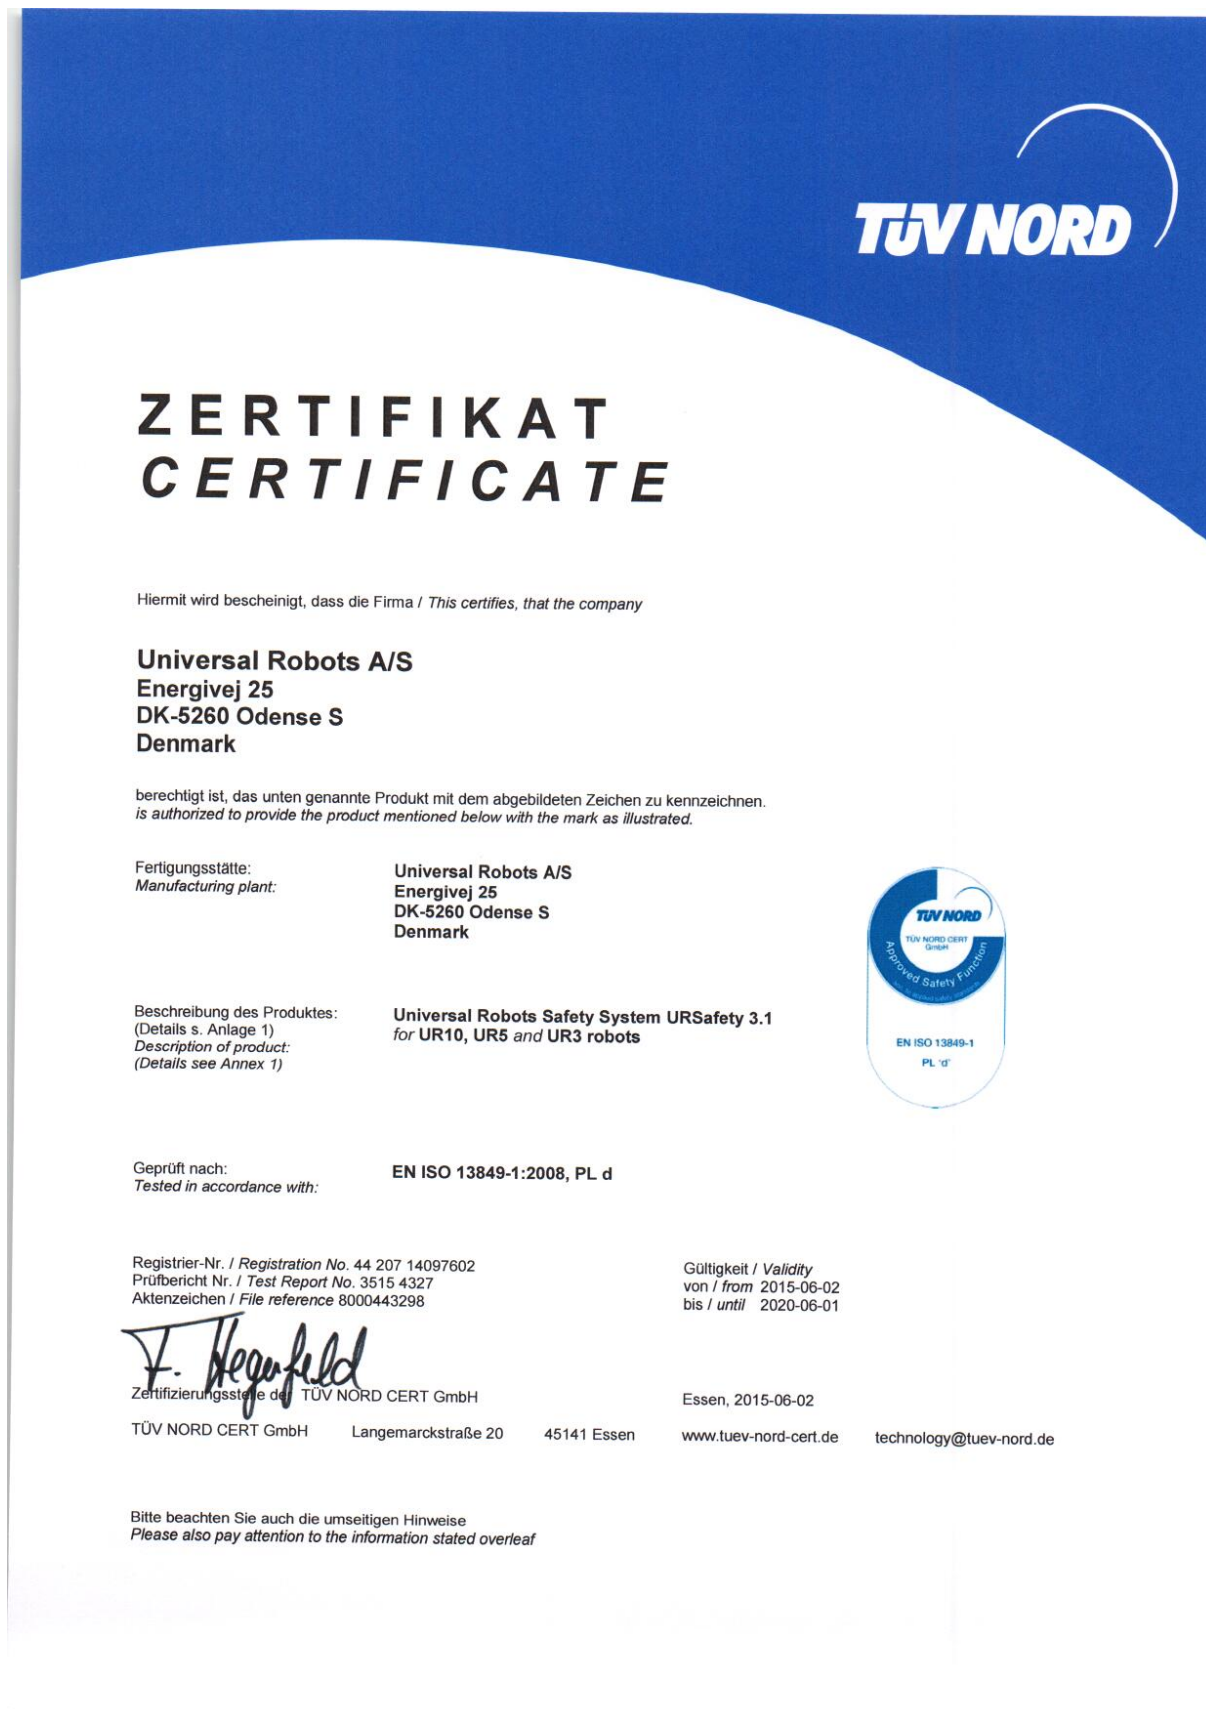 TÜV NORD
ZERTIFIKAT
CERTIFICATE
Hiermit wird bescheinigt, dass die Firma / This certifies, that the company
Universal Robots A/S
Energivej 25
DK-5260 Odense S
Denmark
berechtigt ist, das unten genannte Produkt mit dem abgebildeten Zeichen zu kennzeichnen.
is authorized to provide the product mentioned below with the mark as illustrated.
Fertigungsstätte:
Manufacturing plant:
Universal Robots A/S
Energivej 25
DK-5260 Odense S
Denmark
TÜV NORD
TÜV NORD CERT
GmbH
Approved Safety Function
EN ISO 13849-1
PL 'd'
Beschreibung des Produktes:
(Details s. Anlage 1)
Description of product:
(Details see Annex 1)
Universal Robots Safety System URSafety 3.1
for UR10, UR5 and UR3 robots
Geprüft nach:
Tested in accordance with:
EN ISO 13849-1:2008, PL d
Registrier-Nr. / Registration No. 44 207 14097602
Prüfbericht Nr. / Test Report No. 3515 4327
Aktenzeichen / File reference 8000443298
Gültigkeit / Validity
von / from 2015-06-02
bis / until 2020-06-01
F. Hegerfeld
Zertifizierungsstelle der TÜV NORD CERT GmbH
Essen, 2015-06-02
TÜV NORD CERT GmbH Langemarckstraße 20 45141 Essen www.tuev-nord-cert.de technology@tuev-nord.de
Bitte beachten Sie auch die umseitigen Hinweise
Please also pay attention to the information stated overleaf